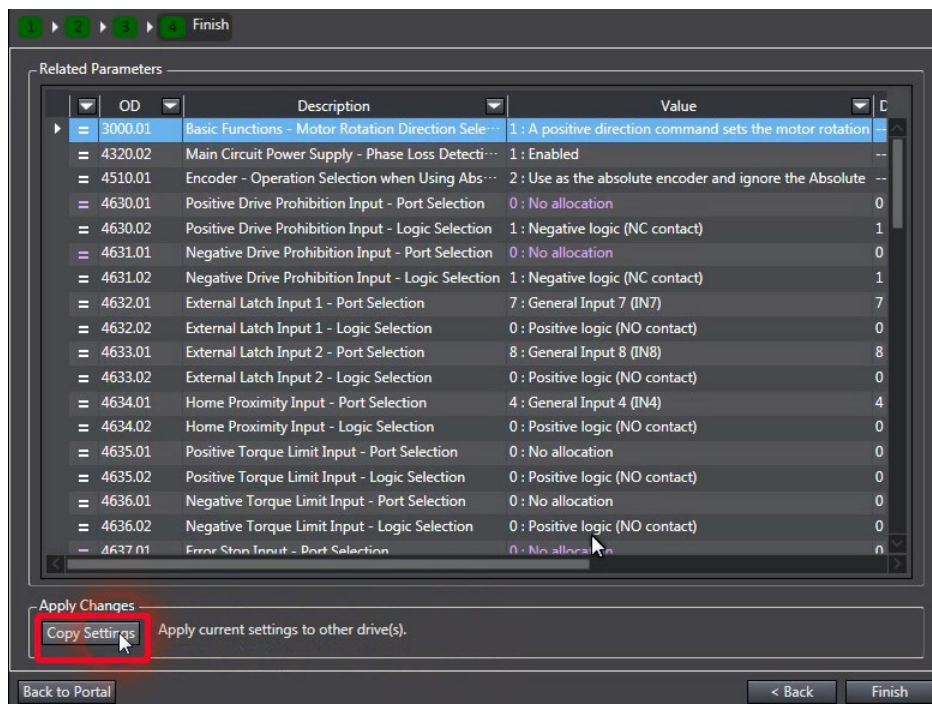 1 2 3 4 Finish
Related Parameters
OD Description Value D
= 3000.01 Basic Functions - Motor Rotation Direction Sele··· 1 : A positive direction command sets the motor rotation --
= 4320.02 Main Circuit Power Supply - Phase Loss Detecti··· 1 : Enabled --
= 4510.01 Encoder - Operation Selection when Using Abs··· 2 : Use as the absolute encoder and ignore the Absolute --
= 4630.01 Positive Drive Prohibition Input - Port Selection 0 : No allocation 0
= 4630.02 Positive Drive Prohibition Input - Logic Selection 1 : Negative logic (NC contact) 1
= 4631.01 Negative Drive Prohibition Input - Port Selection 0 : No allocation 0
= 4631.02 Negative Drive Prohibition Input - Logic Selection 1 : Negative logic (NC contact) 1
= 4632.01 External Latch Input 1 - Port Selection 7 : General Input 7 (IN7) 7
= 4632.02 External Latch Input 1 - Logic Selection 0 : Positive logic (NO contact) 0
= 4633.01 External Latch Input 2 - Port Selection 8 : General Input 8 (IN8) 8
= 4633.02 External Latch Input 2 - Logic Selection 0 : Positive logic (NO contact) 0
= 4634.01 Home Proximity Input - Port Selection 4 : General Input 4 (IN4) 4
= 4634.02 Home Proximity Input - Logic Selection 0 : Positive logic (NO contact) 0
= 4635.01 Positive Torque Limit Input - Port Selection 0 : No allocation 0
= 4635.02 Positive Torque Limit Input - Logic Selection 0 : Positive logic (NO contact) 0
= 4636.01 Negative Torque Limit Input - Port Selection 0 : No allocation 0
= 4636.02 Negative Torque Limit Input - Logic Selection 0 : Positive logic (NO contact) 0
= 4637.01 Error Stop Input - Port Selection 0 : No allocation 0
Apply Changes
Copy Settings Apply current settings to other drive(s).
Back to Portal < Back Finish